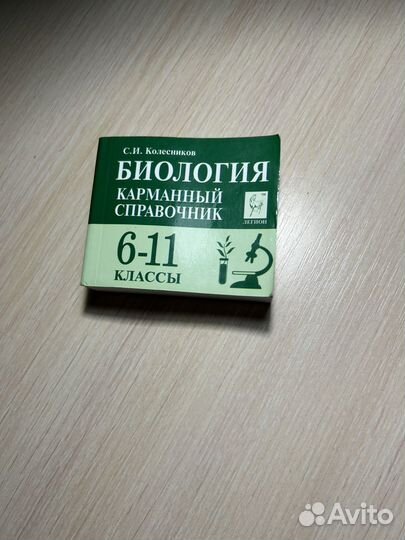 С.И. Колесников
БИОЛОГИЯ
КАРМАННЫЙ
СПРАВОЧНИК
ЛЕГИОН
6-11
КЛАССЫ
Avito